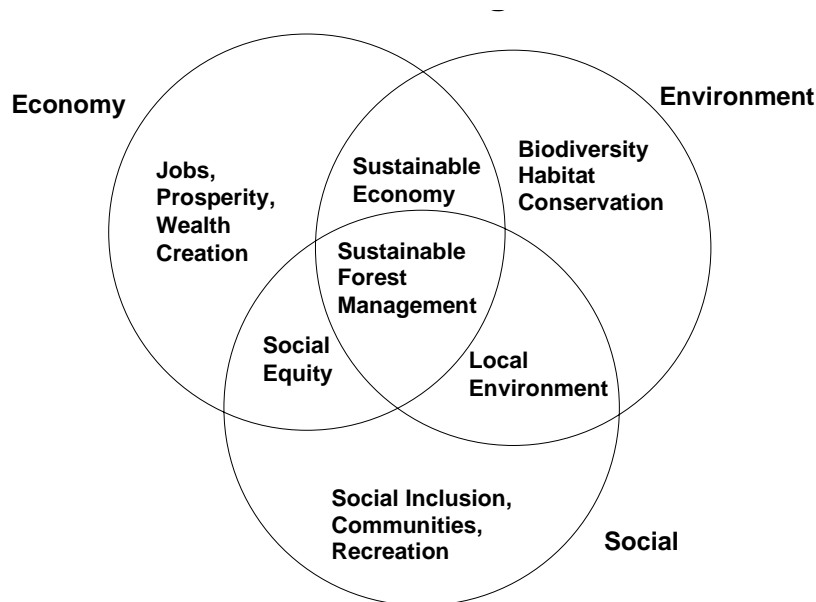 Economy
Environment
Jobs,
Prosperity,
Wealth
Creation
Sustainable
Economy
Biodiversity
Habitat
Conservation
Sustainable
Forest
Management
Social
Equity
Local
Environment
Social Inclusion,
Communities,
Recreation
Social